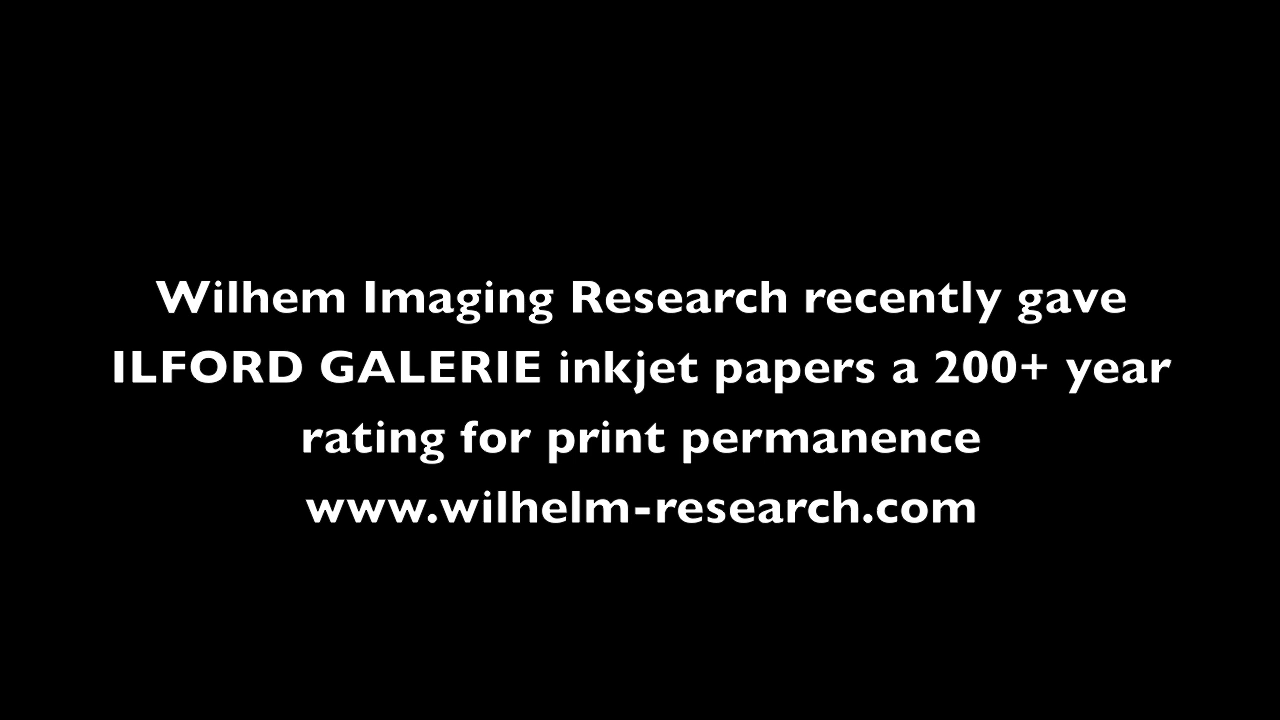 Wilhem Imaging Research recently gave
ILFORD GALERIE inkjet papers a 200+ year
rating for print permanence
www.wilhelm-research.com